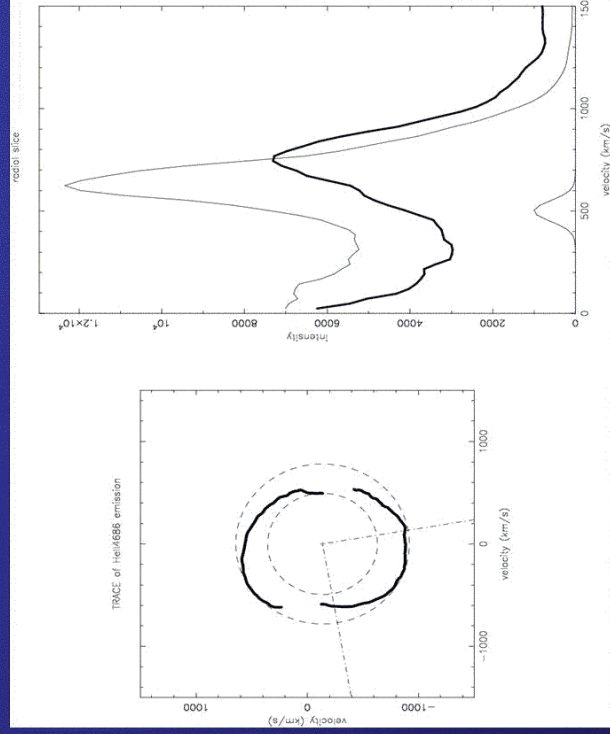 radial slice
1.2×10⁴
10⁴
8000
6000
4000
2000
0
intensity
0
500
1000
150
velocity (km/s)
TRACE of HeII4686 emission
1000
0
−1000
velocity (km/s)
−1000
0
1000
velocity (km/s)